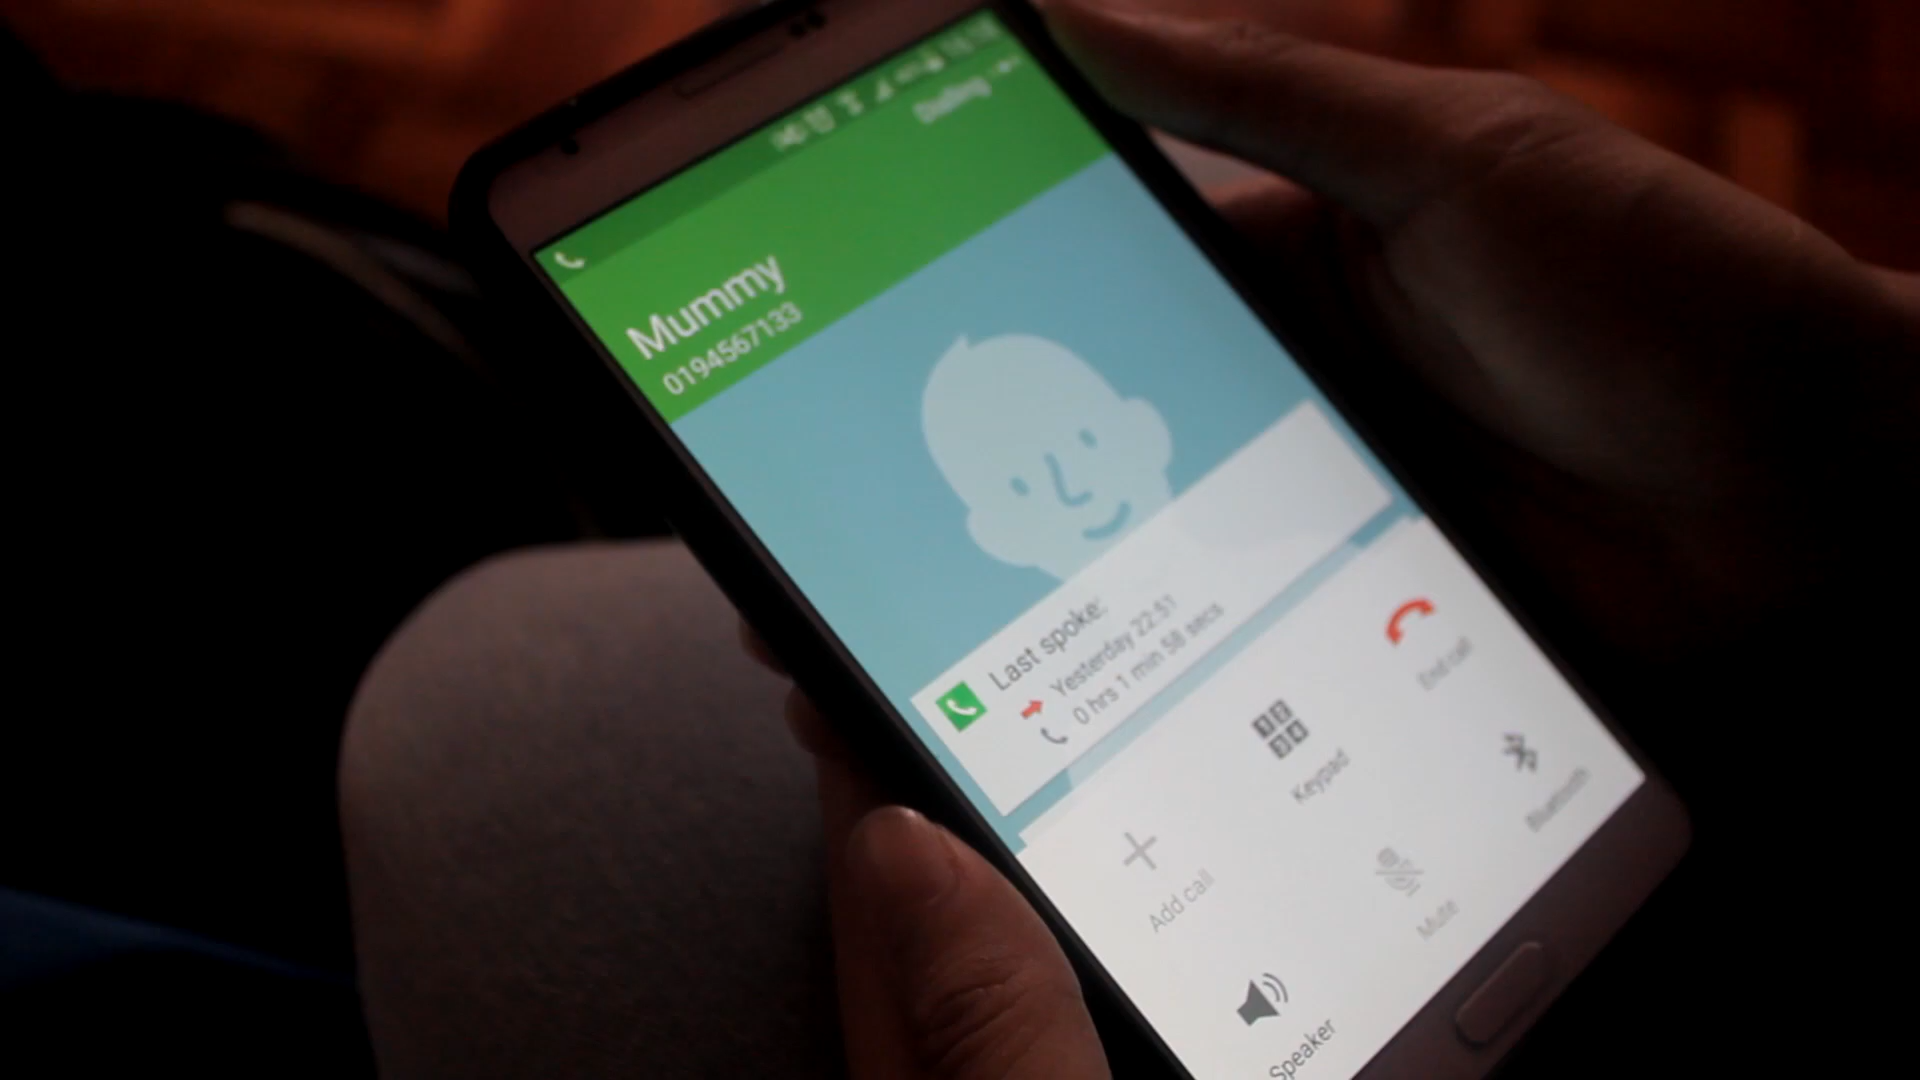 Dialling
Mummy
0194567133
Last spoke:
Yesterday 22:51
0 hrs 1 min 58 secs
End call
Keypad
Add call
Bluetooth
Mute
Speaker